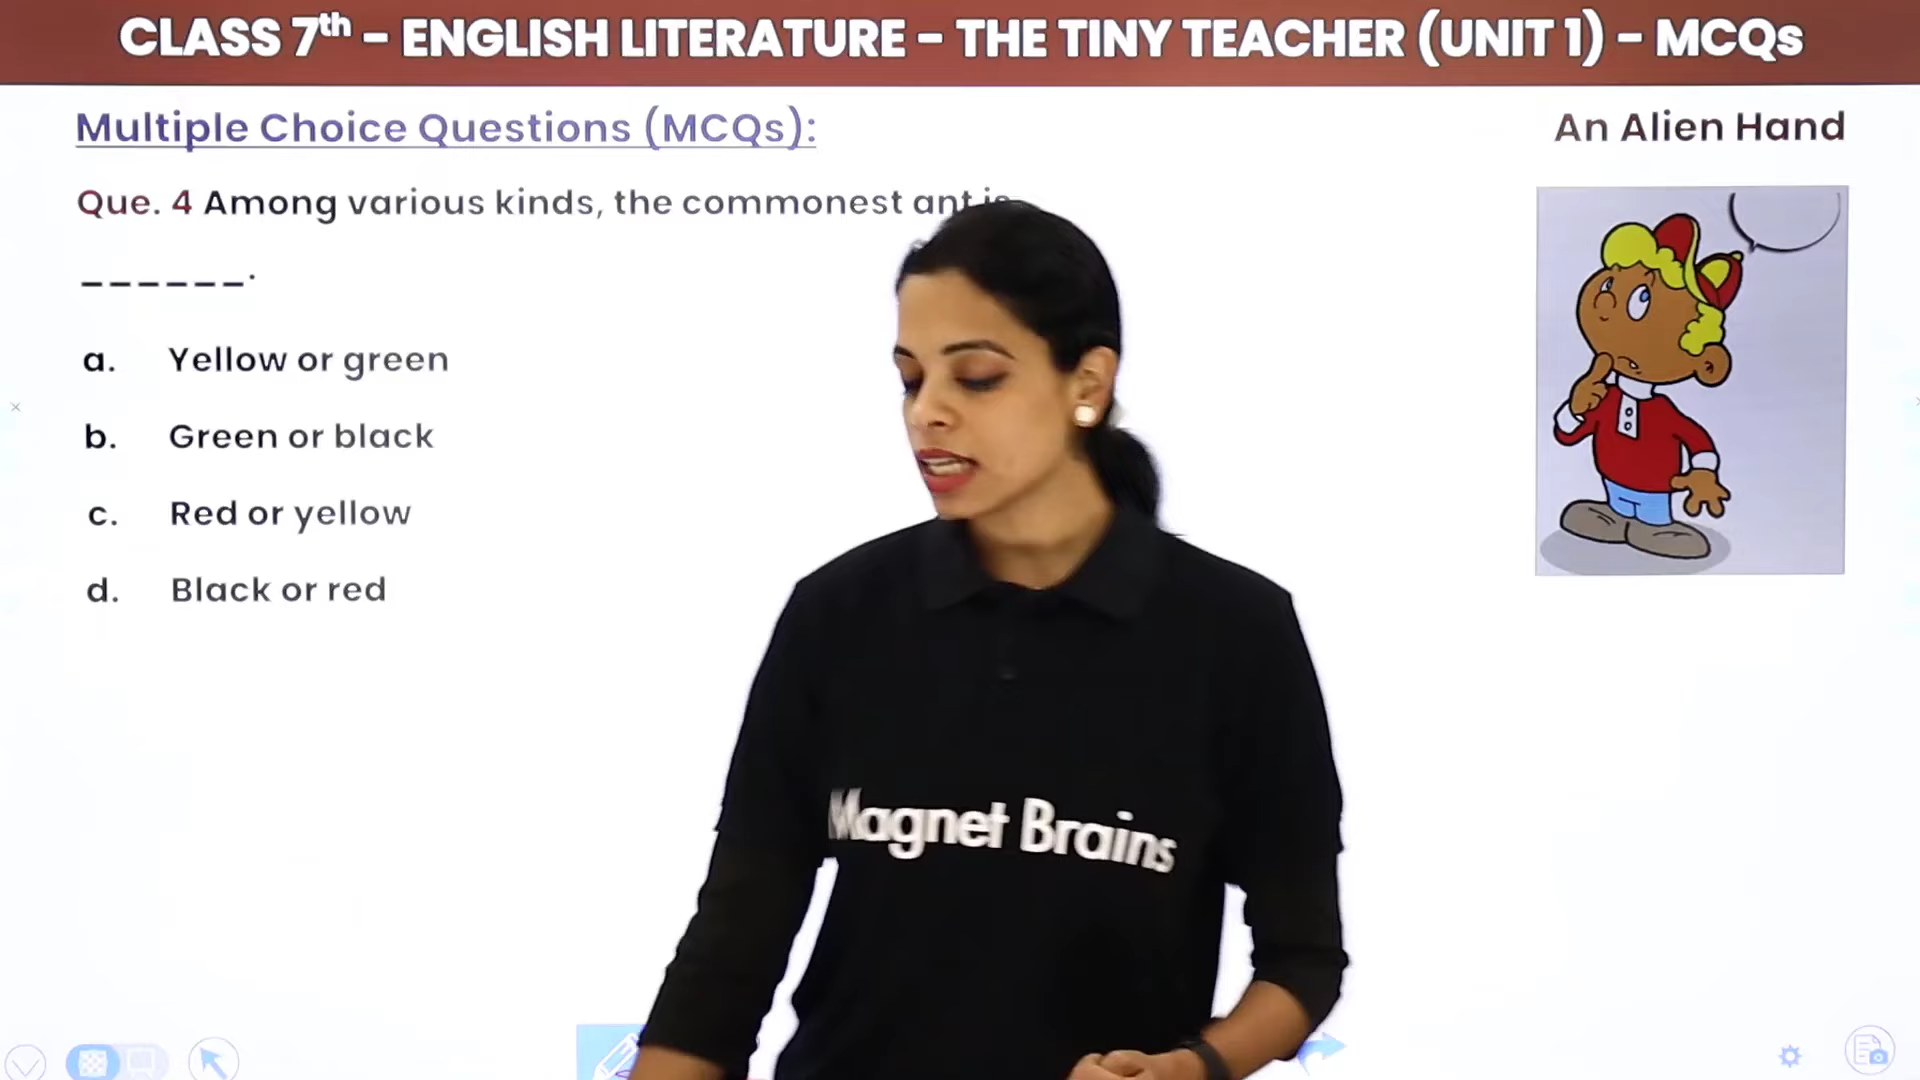 CLASS 7th – ENGLISH LITERATURE – THE TINY TEACHER (UNIT 1) – MCQs
Multiple Choice Questions (MCQs):
An Alien Hand
Que. 4 Among various kinds, the commonest ant is
______.
a. Yellow or green
b. Green or black
c. Red or yellow
d. Black or red
Magnet Brains